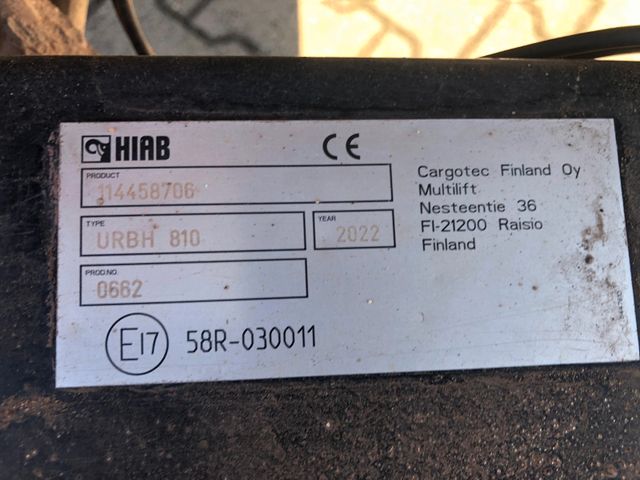 HIAB
CE
PRODUCT
114458706
TYPE
URBH 810
YEAR
2022
PROD.NO.
0662
E17
58R-030011
Cargotec Finland Oy
Multilift
Nesteentie 36
FI-21200 Raisio
Finland